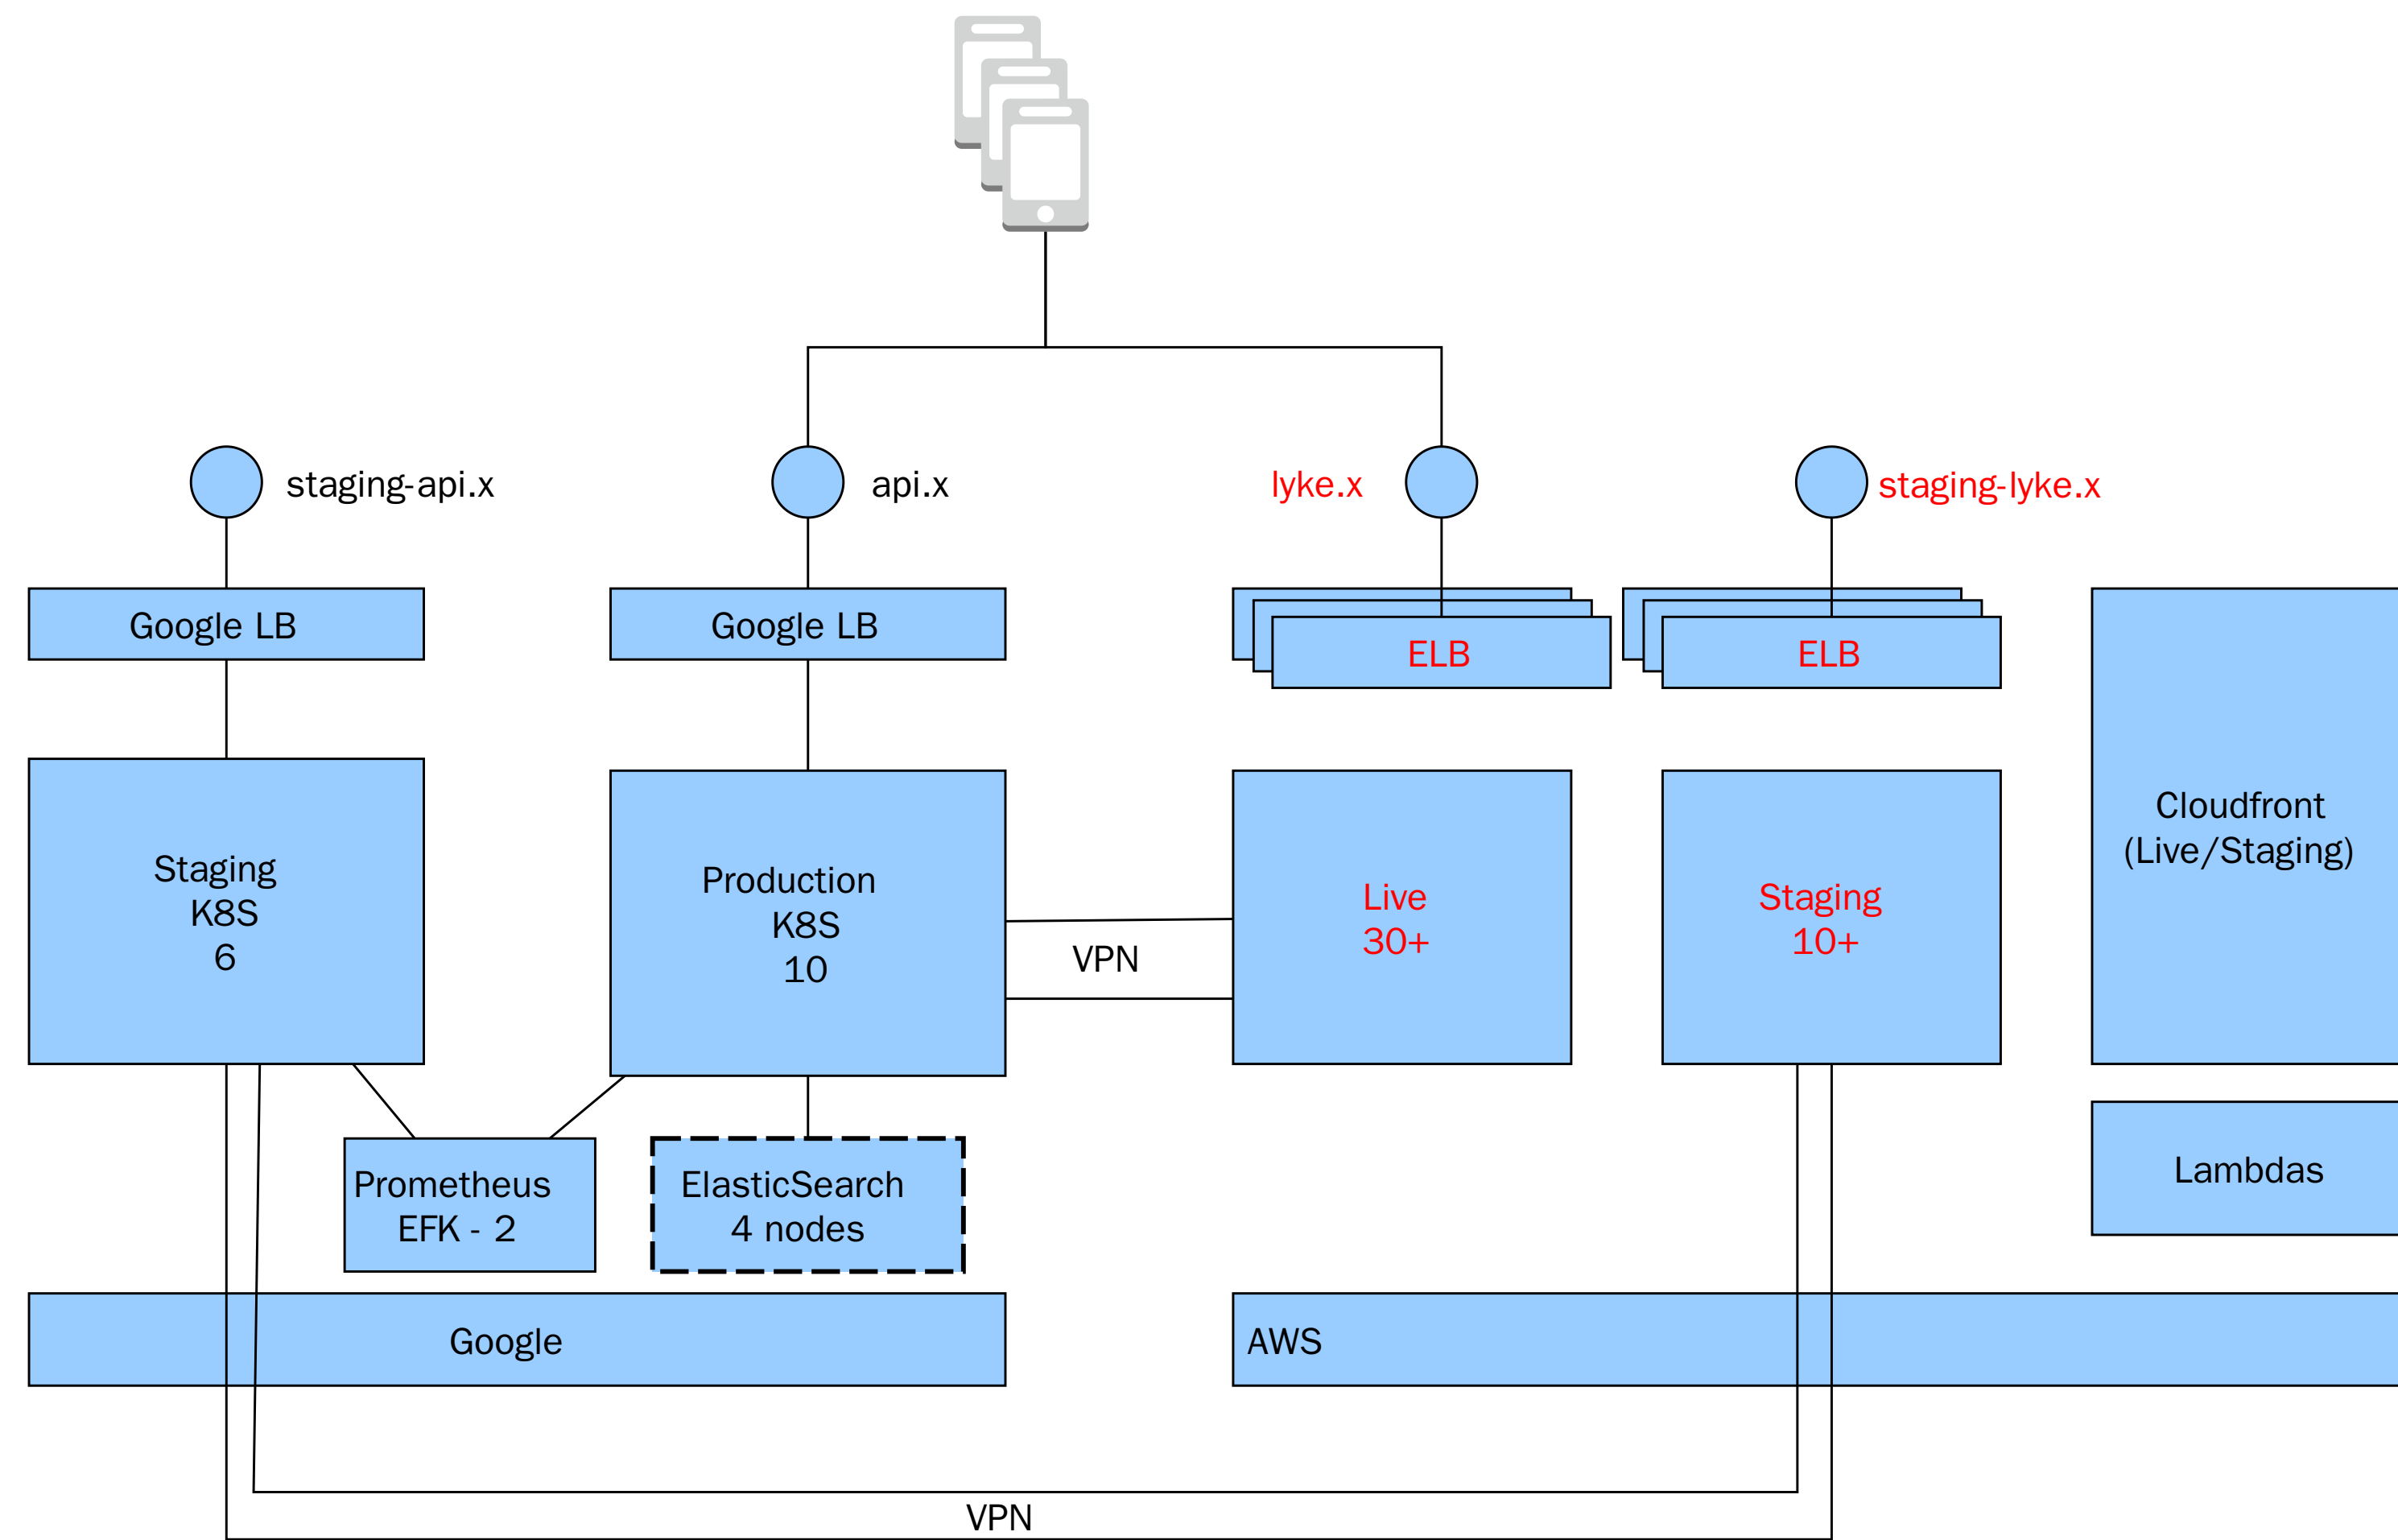 staging-api.x
api.x
lyke.x
staging-lyke.x
Google LB
Google LB
ELB
ELB
Staging
K8S
6
Production
K8S
10
VPN
Live
30+
Staging
10+
Cloudfront
(Live/Staging)
Prometheus
EFK - 2
ElasticSearch
4 nodes
Lambdas
Google
AWS
VPN